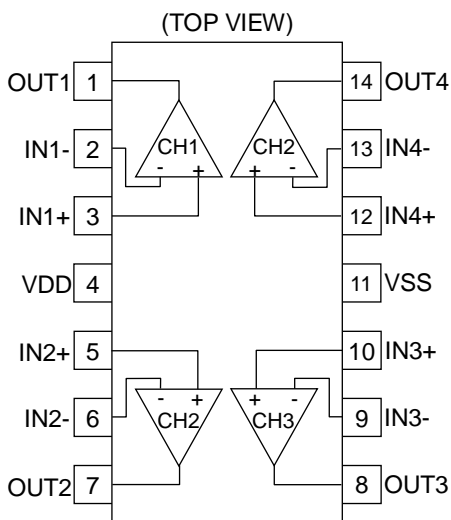 (TOP VIEW)
OUT1 1 14 OUT4
CH1 CH2
IN1- 2 - - 13 IN4-
+ +
IN1+ 3 12 IN4+
VDD 4 11 VSS
IN2+ 5 10 IN3+
- + + -
IN2- 6 CH2 CH3 9 IN3-
OUT2 7 8 OUT3